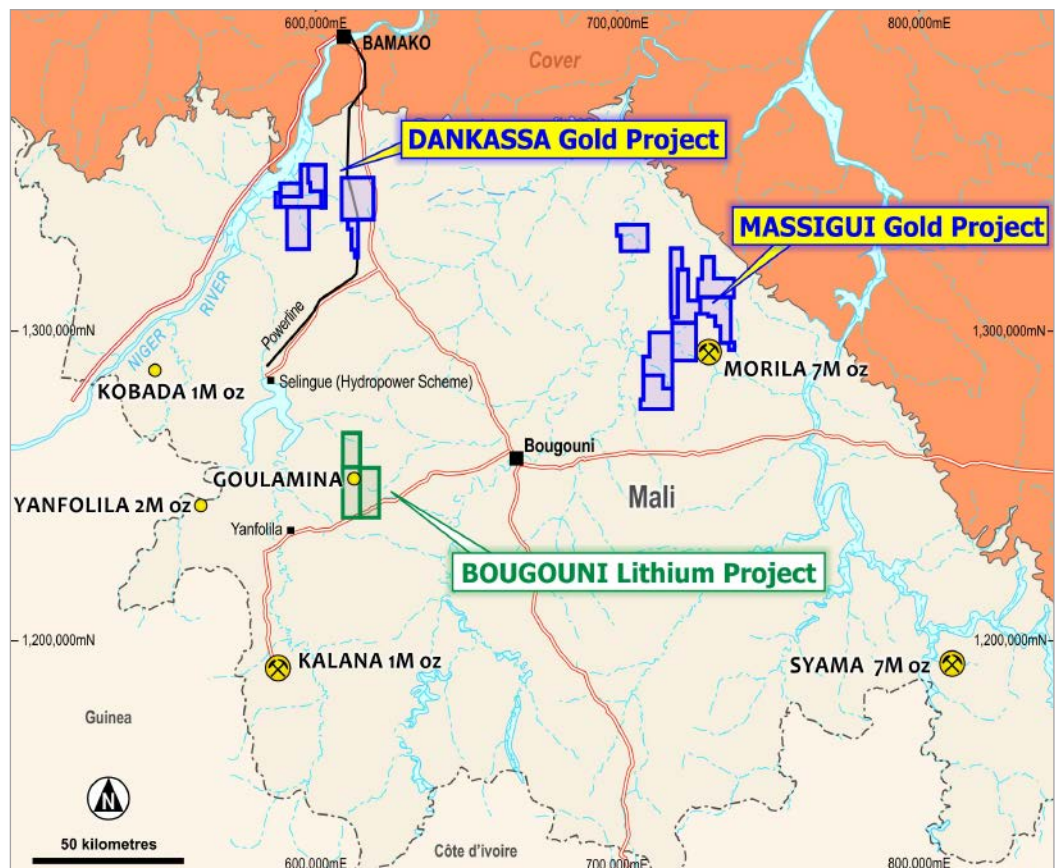 600,000mE
700,000mE
800,000mE
BAMAKO
Cover
DANKASSA Gold Project
MASSIGUI Gold Project
NIGER RIVER
Powerline
1,300,000mN
1,300,000mN
KOBADA 1M oz
Selingue (Hydropower Scheme)
MORILA 7M oz
Bougouni
GOULAMINA
YANFOLILA 2M oz
Mali
Yanfolila
BOUGOUNI Lithium Project
1,200,000mN
1,200,000mN
KALANA 1M oz
SYAMA 7M oz
Guinea
N
50 kilometres
600,000mE
Côte d'ivoire
700,000mE
800,000mE